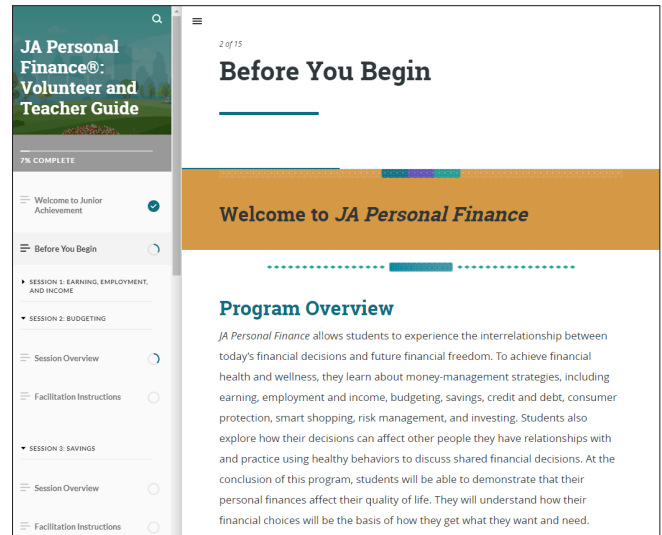 JA Personal
Finance®:
Volunteer and
Teacher Guide
7% COMPLETE
Welcome to Junior
Achievement
Before You Begin
SESSION 1: EARNING, EMPLOYMENT,
AND INCOME
SESSION 2: BUDGETING
Session Overview
Facilitation Instructions
SESSION 3: SAVINGS
Session Overview
Facilitation Instructions
2 of 15
Before You Begin
Welcome to JA Personal Finance
Program Overview
JA Personal Finance allows students to experience the interrelationship between
today's financial decisions and future financial freedom. To achieve financial
health and wellness, they learn about money-management strategies, including
earning, employment and income, budgeting, savings, credit and debt, consumer
protection, smart shopping, risk management, and investing. Students also
explore how their decisions can affect other people they have relationships with
and practice using healthy behaviors to discuss shared financial decisions. At the
conclusion of this program, students will be able to demonstrate that their
personal finances affect their quality of life. They will understand how their
financial choices will be the basis of how they get what they want and need.